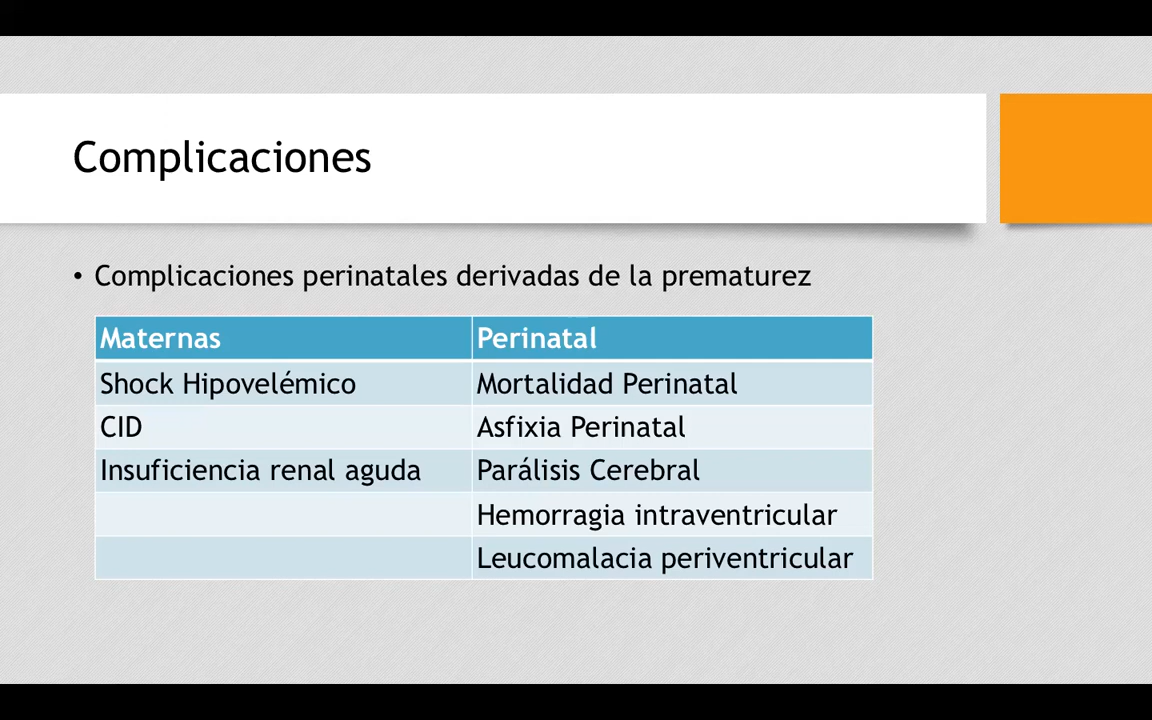 Complicaciones
• Complicaciones perinatales derivadas de la prematurez
Maternas Perinatal
Shock Hipovelémico Mortalidad Perinatal
CID Asfixia Perinatal
Insuficiencia renal aguda Parálisis Cerebral
Hemorragia intraventricular
Leucomalacia periventricular